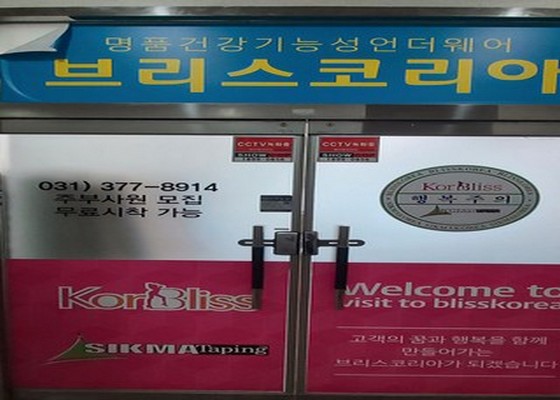 명품건강기능성언더웨어
브리스코리아
CCTV녹화중
CCTV녹화중
031) 377-8914
주부사원 모집
무료시착 가능
KorBliss
행복주의
KorBliss
SIKMATaping
Welcome to
visit to blisskorea
고객의 꿈과 행복을 함께
만들어가는
브리스코리아가 되겠습니다